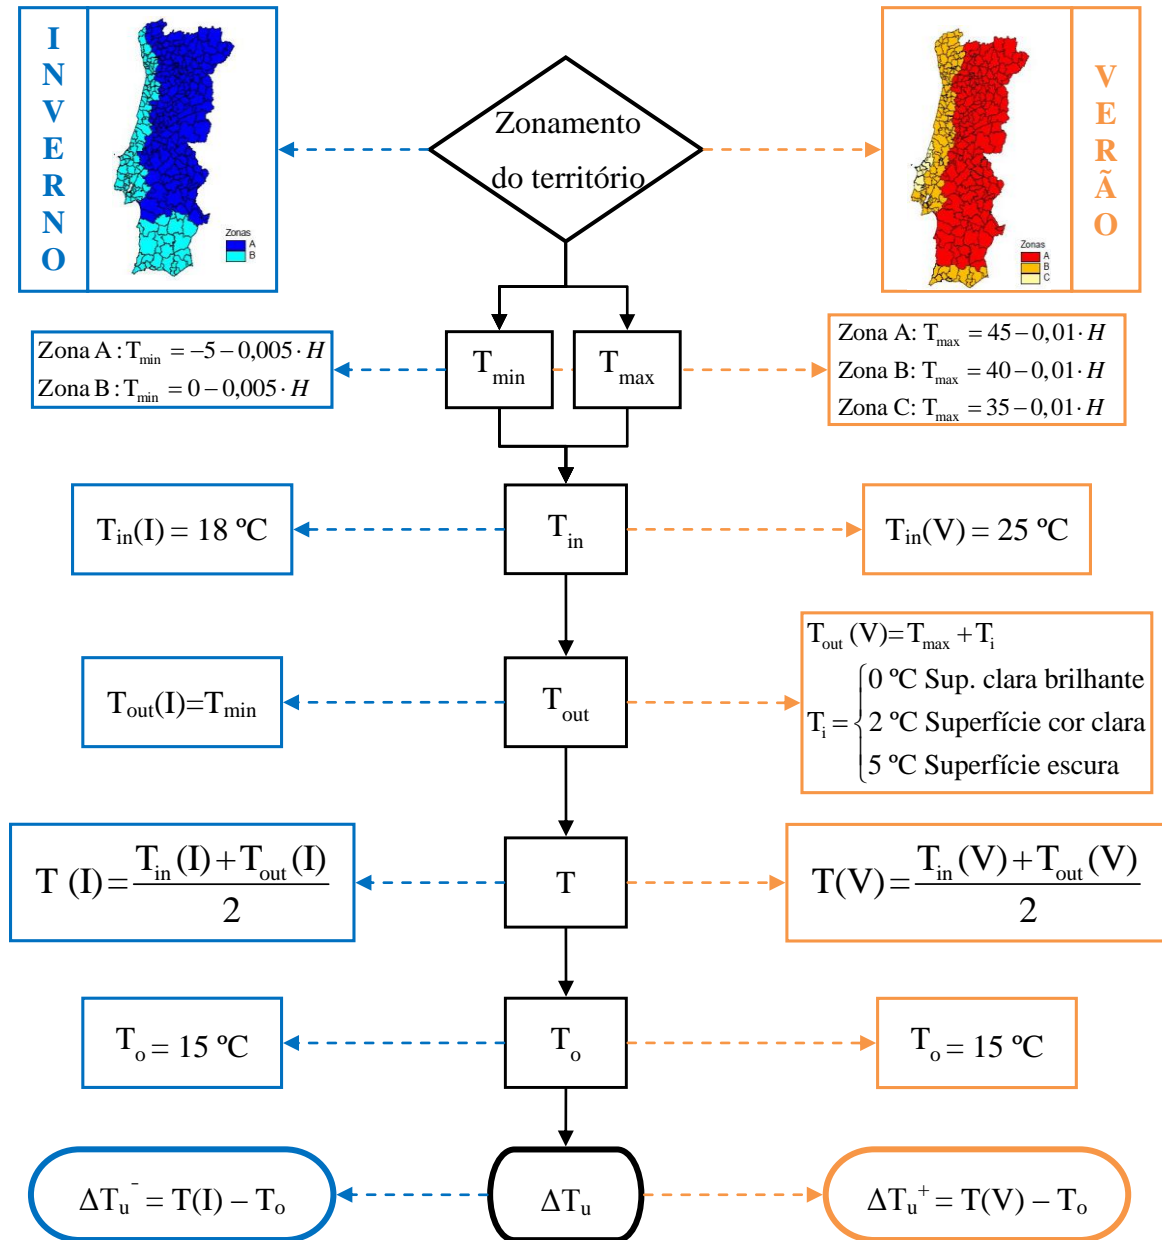 INVERNO
Zonas
A
B
Zonamento
do território
Zonas
A
B
C
VERÃO
Zona A : T_min = −5 − 0,005 · H
Zona B : T_min = 0 − 0,005 · H
T_min
T_max
Zona A: T_max = 45 − 0,01 · H
Zona B: T_max = 40 − 0,01 · H
Zona C: T_max = 35 − 0,01 · H
T_in(I) = 18 ºC
T_in
T_in(V) = 25 ºC
T_out(I)=T_min
T_out
T_out (V)=T_max + T_i
T_i = { 0 ºC Sup. clara brilhante
2 ºC Superfície cor clara
5 ºC Superfície escura
T (I) = (T_in (I) + T_out (I)) / 2
T
T(V) = (T_in (V) + T_out (V)) / 2
T_o = 15 ºC
T_o
T_o = 15 ºC
ΔT_u^- = T(I) − T_o
ΔT_u
ΔT_u^+ = T(V) − T_o